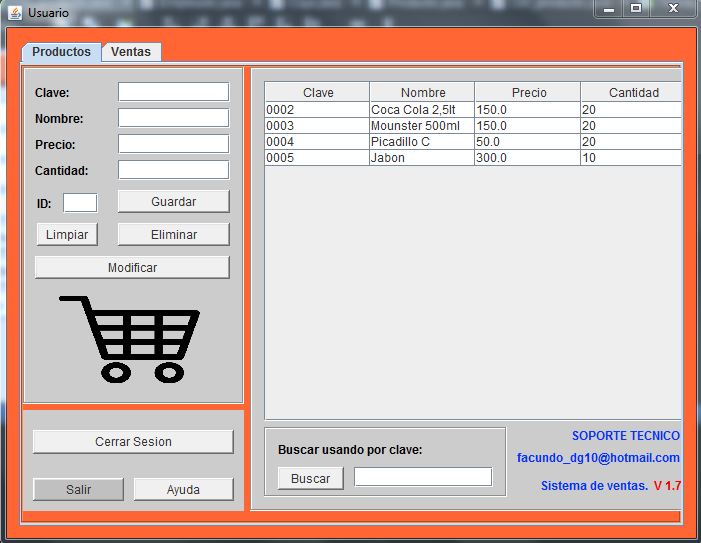 Usuario
Productos Ventas
Clave:
Nombre:
Precio:
Cantidad:
ID: Guardar
Limpiar Eliminar
Modificar
Cerrar Sesion
Salir Ayuda
Clave Nombre Precio Cantidad
0002 Coca Cola 2,5lt 150.0 20
0003 Mounster 500ml 150.0 20
0004 Picadillo C 50.0 20
0005 Jabon 300.0 10
Buscar usando por clave:
Buscar
SOPORTE TECNICO
facundo_dg10@hotmail.com
Sistema de ventas. V 1.7